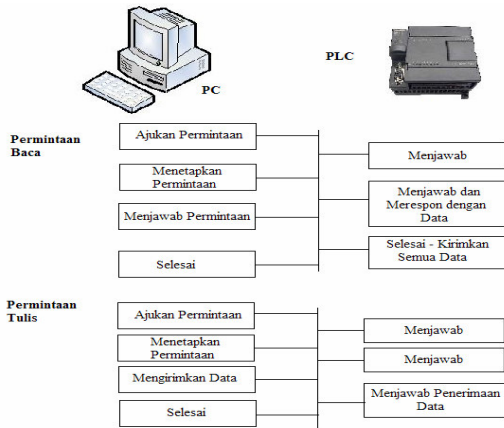 PC
PLC
Permintaan
Baca
Ajukan Permintaan
Menjawab
Menetapkan
Permintaan
Menjawab dan
Merespon dengan
Data
Menjawab Permintaan
Selesai - Kirimkan
Semua Data
Selesai
Permintaan
Tulis
Ajukan Permintaan
Menjawab
Menetapkan
Permintaan
Menjawab
Mengirimkan Data
Menjawab Penerimaan
Data
Selesai